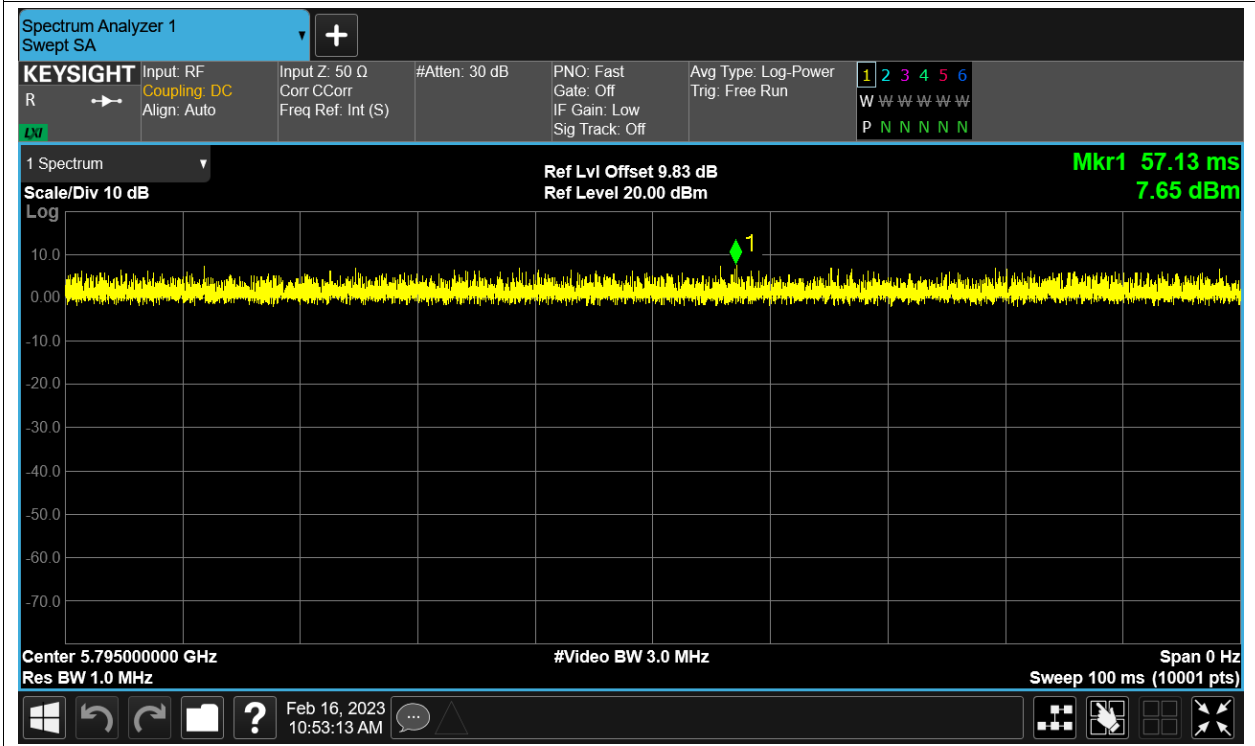 Spectrum Analyzer 1
Swept SA
+
KEYSIGHT
R
LXI
Input: RF
Coupling: DC
Align: Auto
Input Z: 50 Ω
Corr CCorr
Freq Ref: Int (S)
#Atten: 30 dB
PNO: Fast
Gate: Off
IF Gain: Low
Sig Track: Off
Avg Type: Log-Power
Trig: Free Run
1 2 3 4 5 6
W W W W W W
P N N N N N
1 Spectrum
Scale/Div 10 dB
Ref Lvl Offset 9.83 dB
Ref Level 20.00 dBm
Mkr1 57.13 ms
7.65 dBm
Log
1
10.0
0.00
-10.0
-20.0
-30.0
-40.0
-50.0
-60.0
-70.0
Center 5.795000000 GHz
Res BW 1.0 MHz
#Video BW 3.0 MHz
Span 0 Hz
Sweep 100 ms (10001 pts)
?
Feb 16, 2023
10:53:13 AM